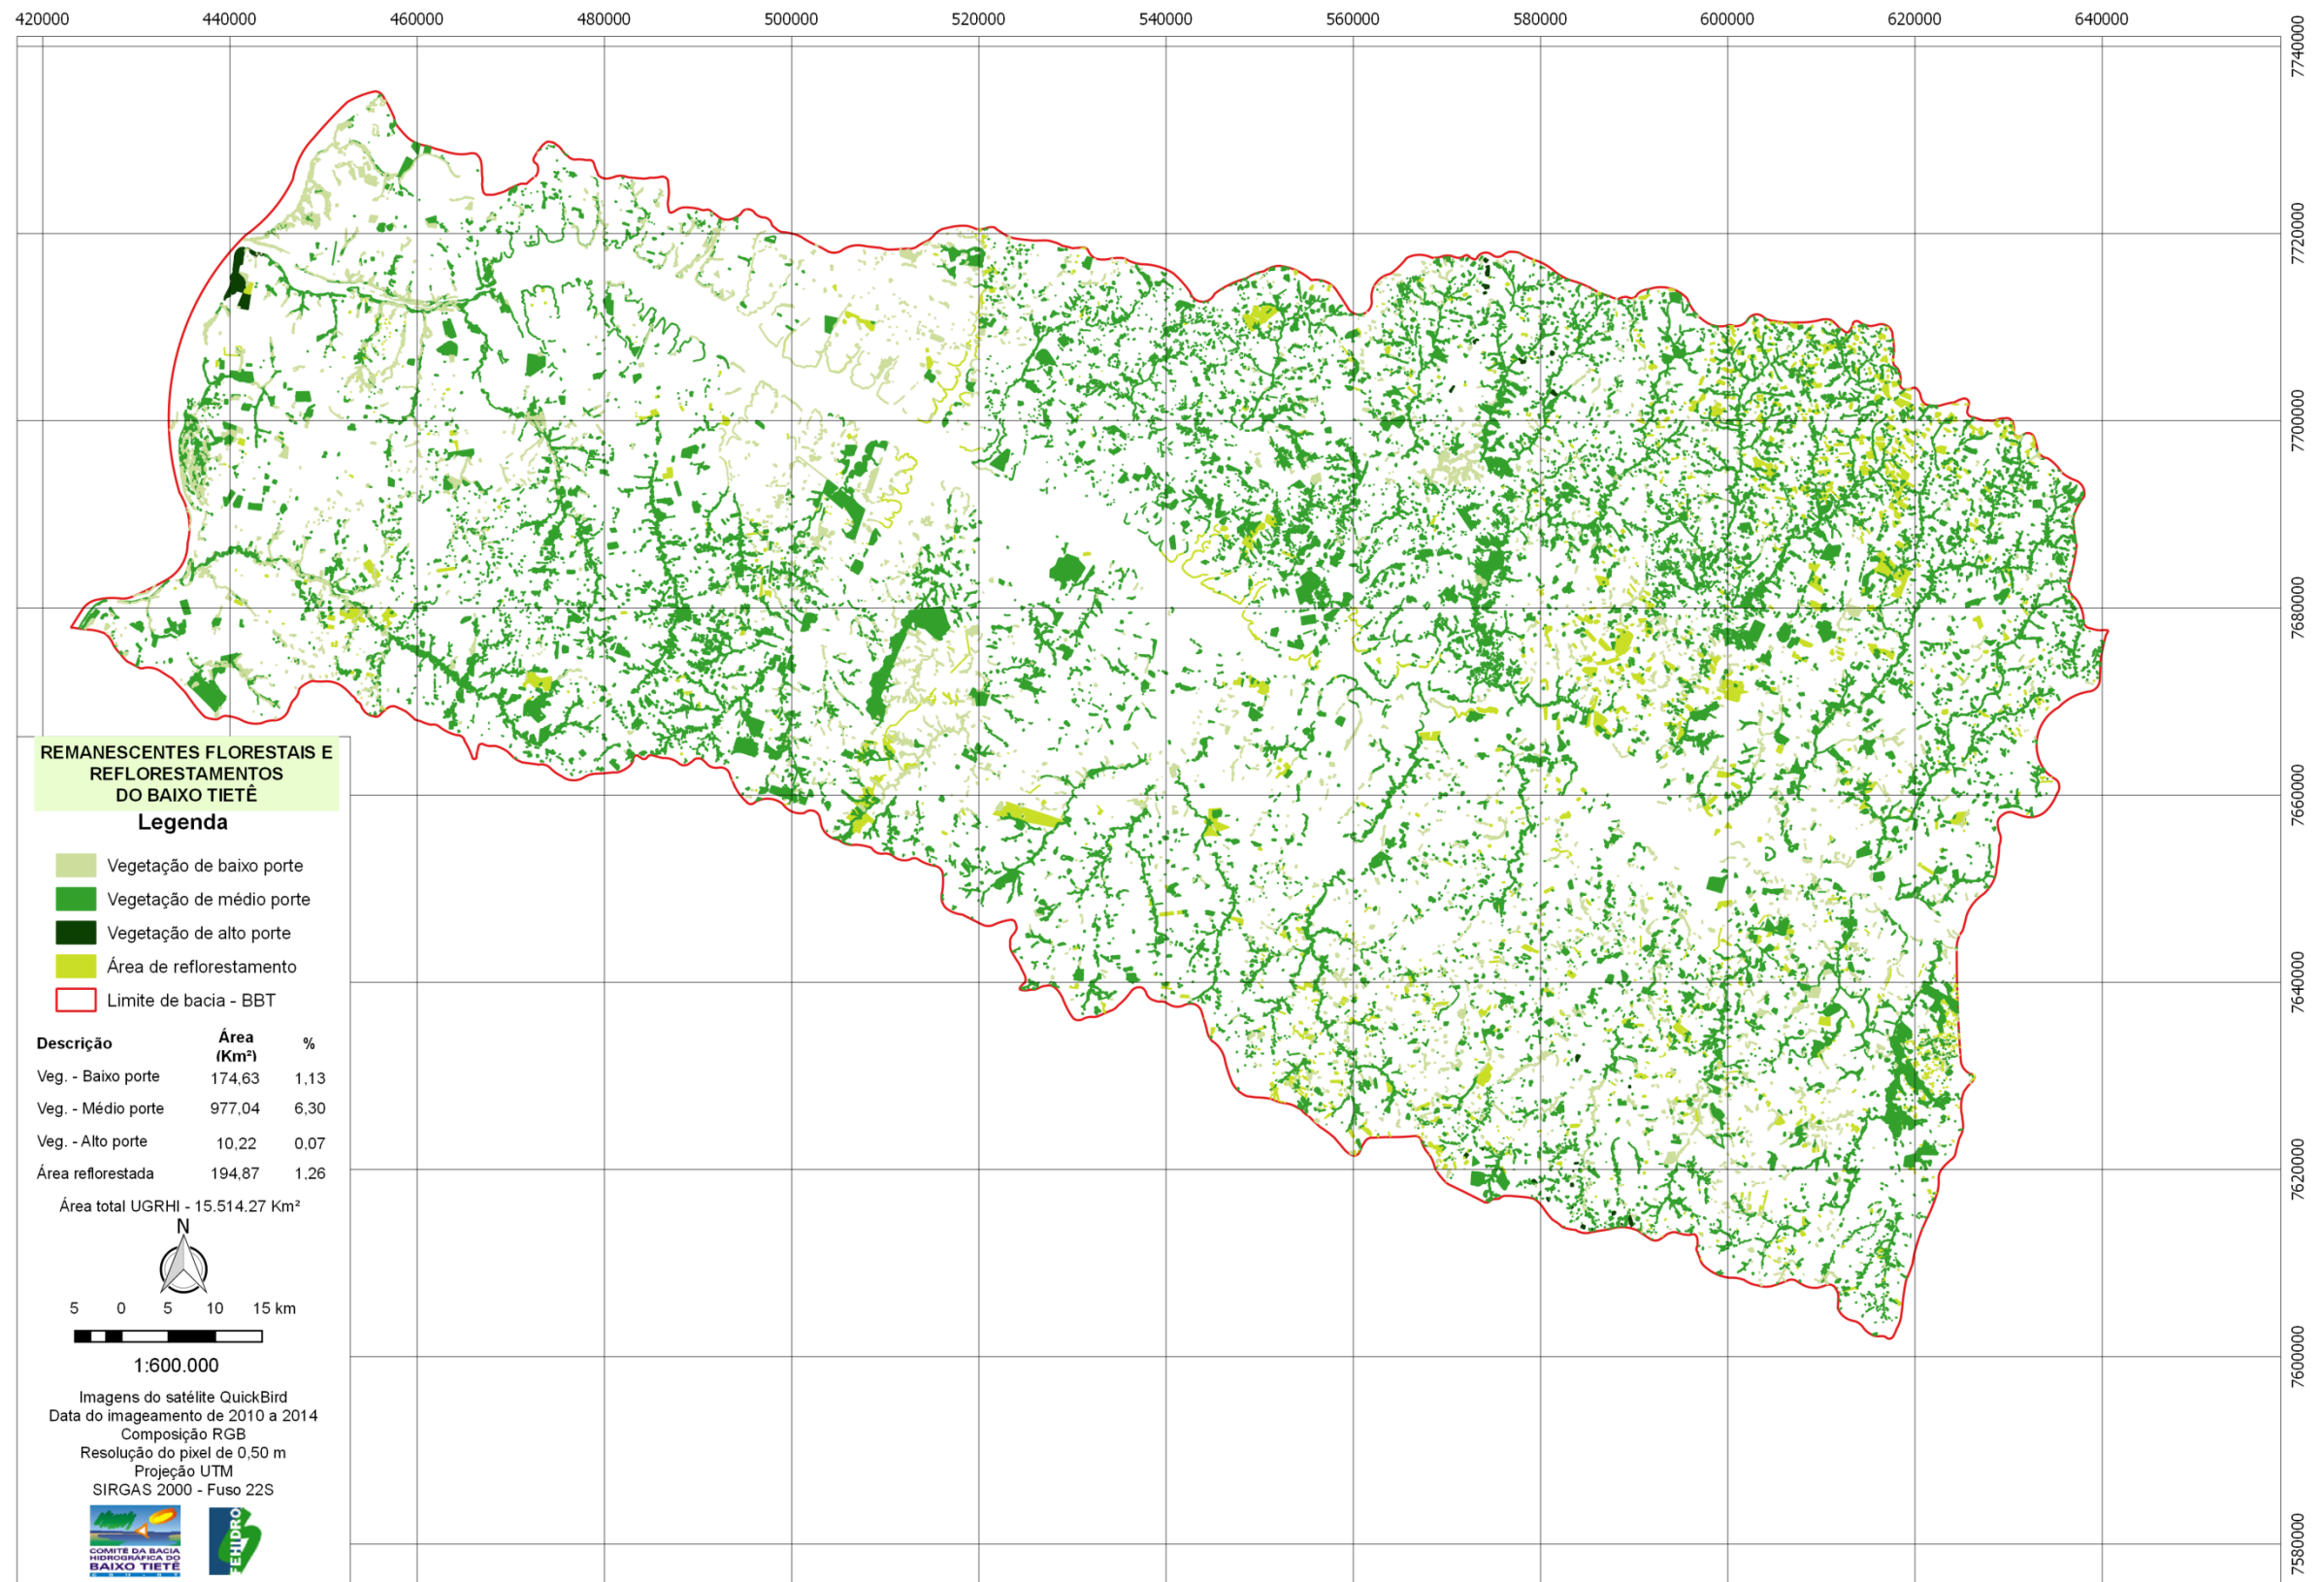 420000 440000 460000 480000 500000 520000 540000 560000 580000 600000 620000 640000
7740000
7720000
7700000
7680000
7660000
7640000
7620000
7600000
7580000
REMANESCENTES FLORESTAIS E
REFLORESTAMENTOS
DO BAIXO TIETÊ
Legenda
Vegetação de baixo porte
Vegetação de médio porte
Vegetação de alto porte
Área de reflorestamento
Limite de bacia - BBT
Descrição Área (Km²) %
Veg. - Baixo porte 174,63 1,13
Veg. - Médio porte 977,04 6,30
Veg. - Alto porte 10,22 0,07
Área reflorestada 194,87 1,26
Área total UGRHI - 15.514.27 Km²
N
5 0 5 10 15 km
1:600.000
Imagens do satélite QuickBird
Data do imageamento de 2010 a 2014
Composição RGB
Resolução do pixel de 0,50 m
Projeção UTM
SIRGAS 2000 - Fuso 22S
COMITÊ DA BACIA
HIDROGRÁFICA DO
BAIXO TIETÊ
FEHIDRO